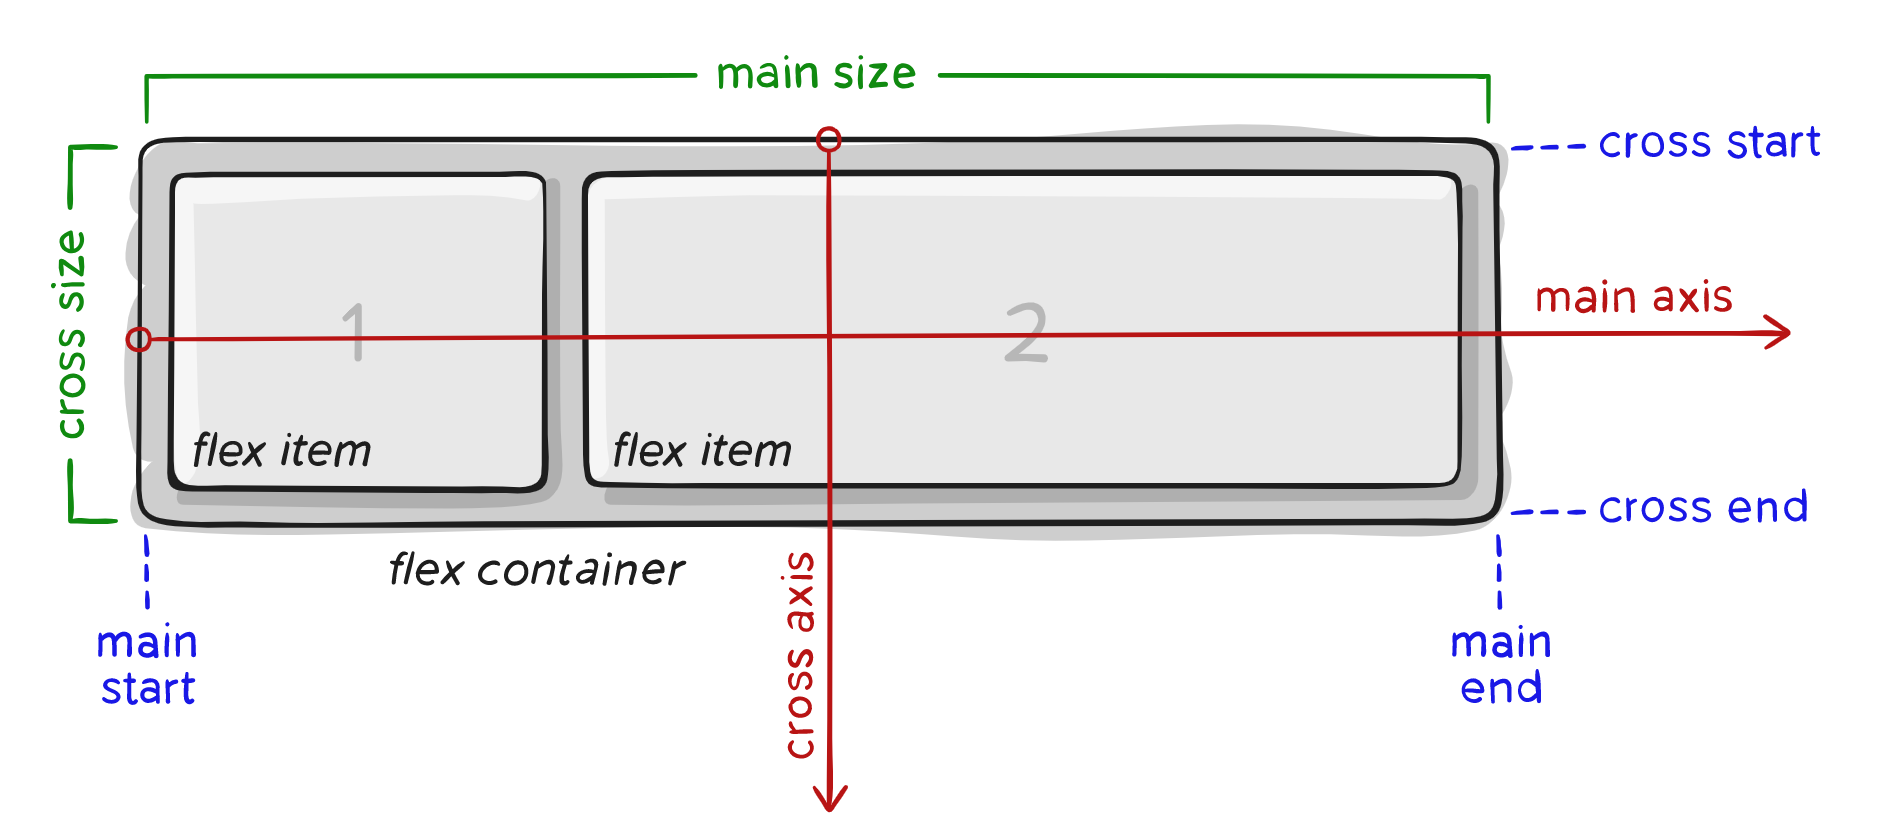 main size
cross start
cross size
main axis
1
2
flex item
flex item
cross end
flex container
cross axis
main
start
main
end